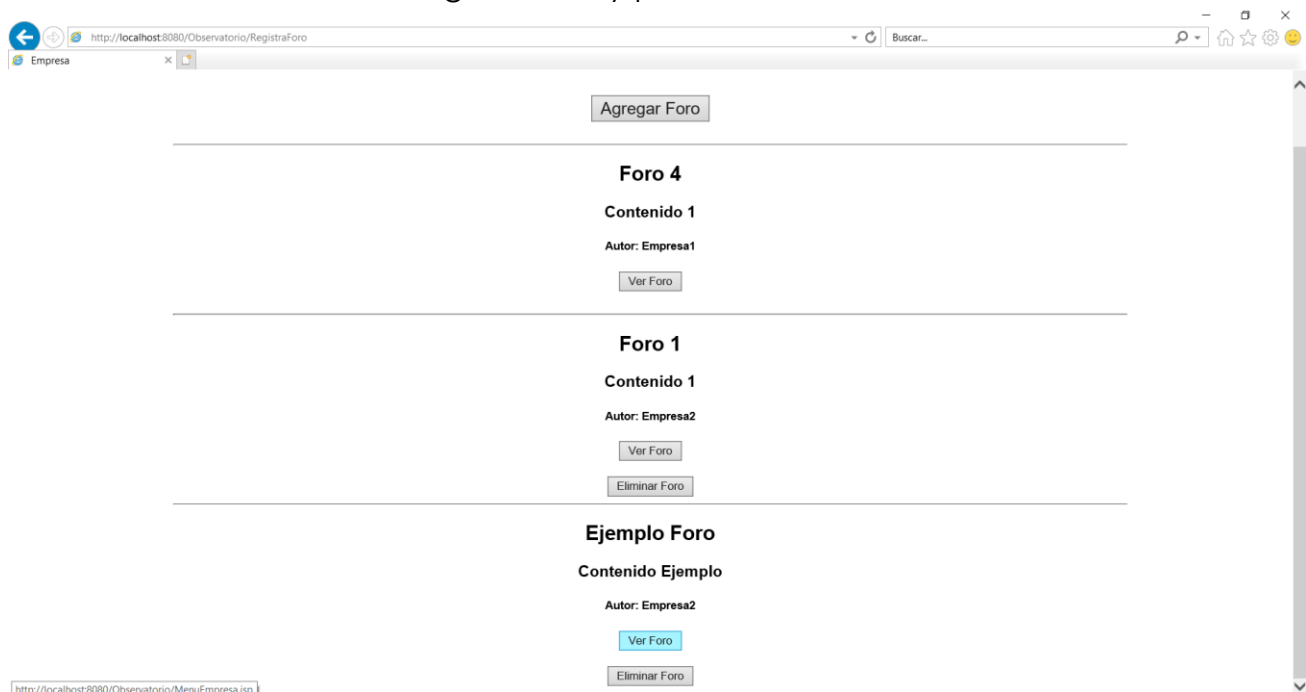 http://localhost:8080/Observatorio/RegistraForo
Buscar...
Empresa
Agregar Foro
Foro 4
Contenido 1
Autor: Empresa1
Ver Foro
Foro 1
Contenido 1
Autor: Empresa2
Ver Foro
Eliminar Foro
Ejemplo Foro
Contenido Ejemplo
Autor: Empresa2
Ver Foro
Eliminar Foro
http://localhost:8080/Observatorio/MenuEmpresa.jsp